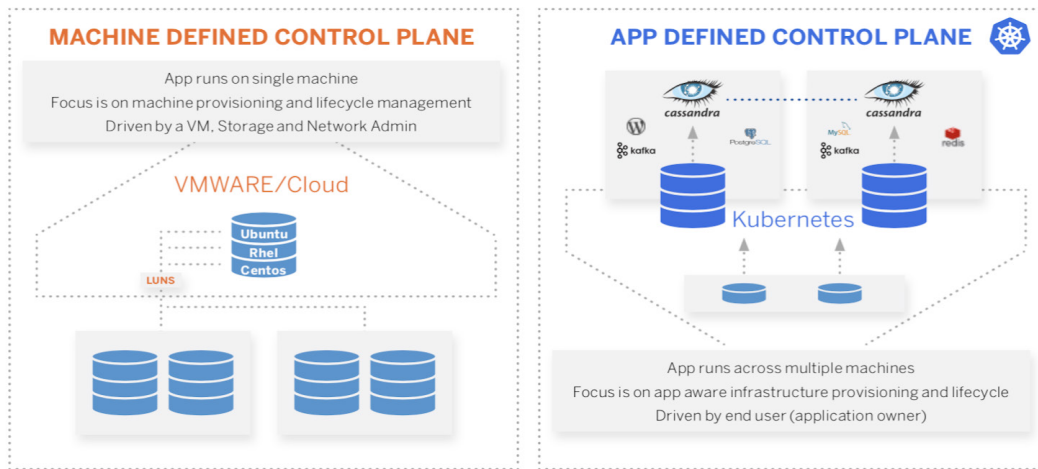 MACHINE DEFINED CONTROL PLANE
App runs on single machine
Focus is on machine provisioning and lifecycle management
Driven by a VM, Storage and Network Admin
VMWARE/Cloud
Ubuntu
Rhel
Centos
LUNS
APP DEFINED CONTROL PLANE
cassandra
cassandra
kafka
PostgreSQL
MySQL
kafka
redis
Kubernetes
App runs across multiple machines
Focus is on app aware infrastructure provisioning and lifecycle
Driven by end user (application owner)